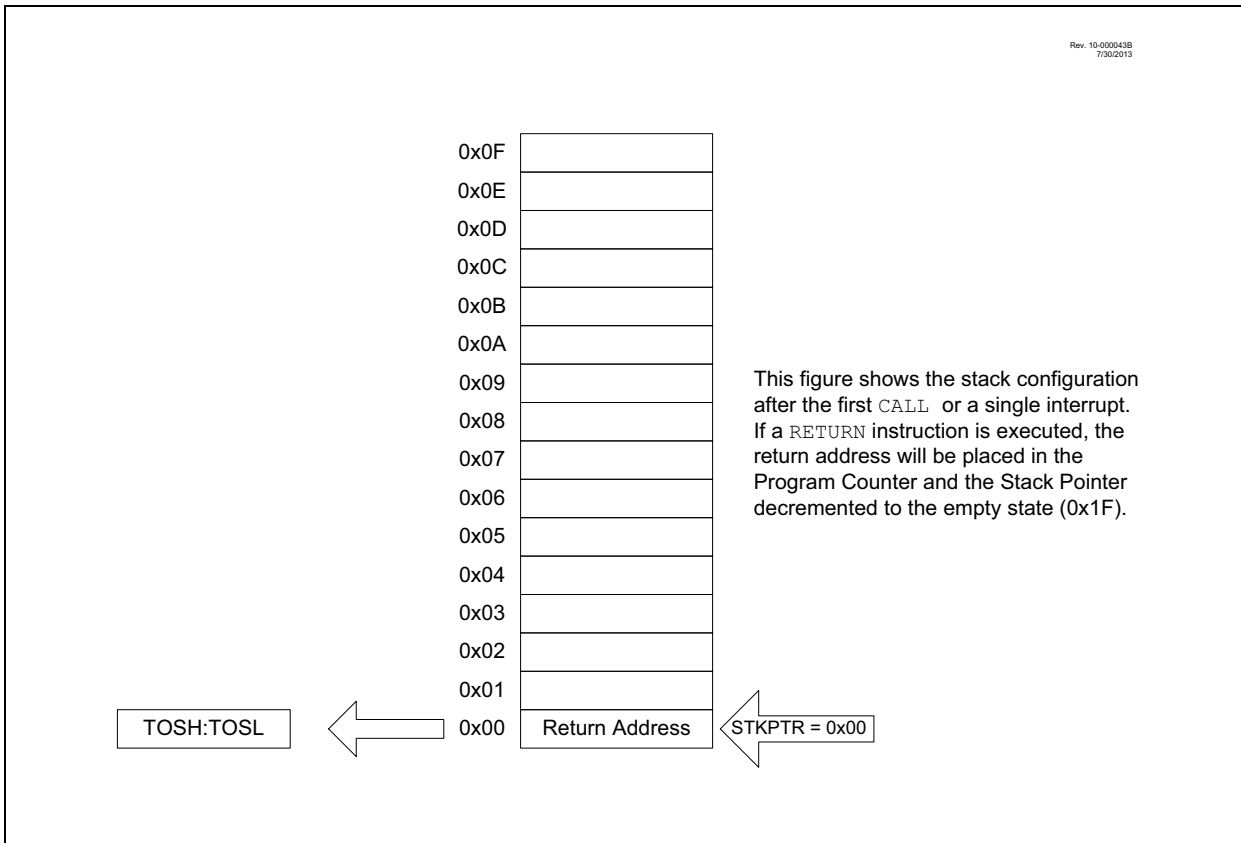 Rev. 10-000043B
7/30/2013
0x0F
0x0E
0x0D
0x0C
0x0B
0x0A
0x09
0x08
0x07
0x06
0x05
0x04
0x03
0x02
0x01
This figure shows the stack configuration
after the first CALL or a single interrupt.
If a RETURN instruction is executed, the
return address will be placed in the
Program Counter and the Stack Pointer
decremented to the empty state (0x1F).
TOSH:TOSL
0x00
Return Address
STKPTR = 0x00